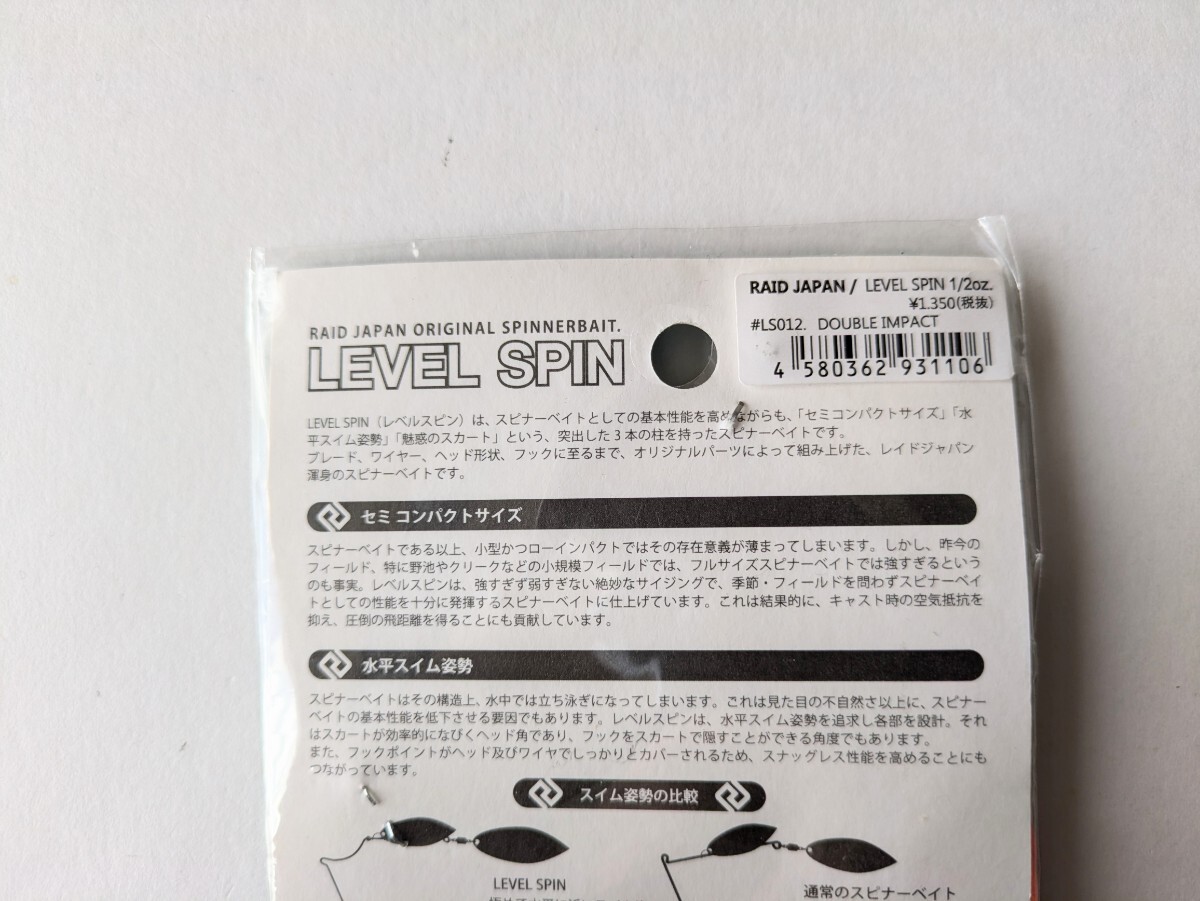 RAID JAPAN / LEVEL SPIN 1/2oz.
¥1.350(税抜)
#LS012. DOUBLE IMPACT
4 580362 931106
RAID JAPAN ORIGINAL SPINNERBAIT.
LEVEL SPIN
LEVEL SPIN（レベルスピン）は、スピナーベイトとしての基本性能を高めながらも、「セミコンパクトサイズ」「水
平スイム姿勢」「魅惑のスカート」という、突出した3本の柱を持ったスピナーベイトです。
ブレード、ワイヤー、ヘッド形状、フックに至るまで、オリジナルパーツによって組み上げた、レイドジャパン
渾身のスピナーベイトです。
セミコンパクトサイズ
スピナーベイトである以上、小型かつローインパクトではその存在意義が薄まってしまいます。しかし、昨今の
フィールド、特に野池やクリークなどの小規模フィールドでは、フルサイズスピナーベイトでは強すぎるという
のも事実。レベルスピンは、強すぎず弱すぎない絶妙なサイジングで、季節・フィールドを問わずスピナーベイ
トとしての性能を十分に発揮するスピナーベイトに仕上げています。これは結果的に、キャスト時の空気抵抗を
抑え、圧倒の飛距離を得ることにも貢献しています。
水平スイム姿勢
スピナーベイトはその構造上、水中では立ち泳ぎになってしまいます。これは見た目の不自然さ以上に、スピナ
ーベイトの基本性能を低下させる要因でもあります。レベルスピンは、水平スイム姿勢を追求し各部を設計。それ
はスカートが効率的になびくヘッド角であり、フックをスカートで隠すことができる角度でもあります。
また、フックポイントがヘッド及びワイヤでしっかりとカバーされるため、スナッグレス性能を高めることにも
つながっています。
スイム姿勢の比較
LEVEL SPIN
通常のスピナーベイト